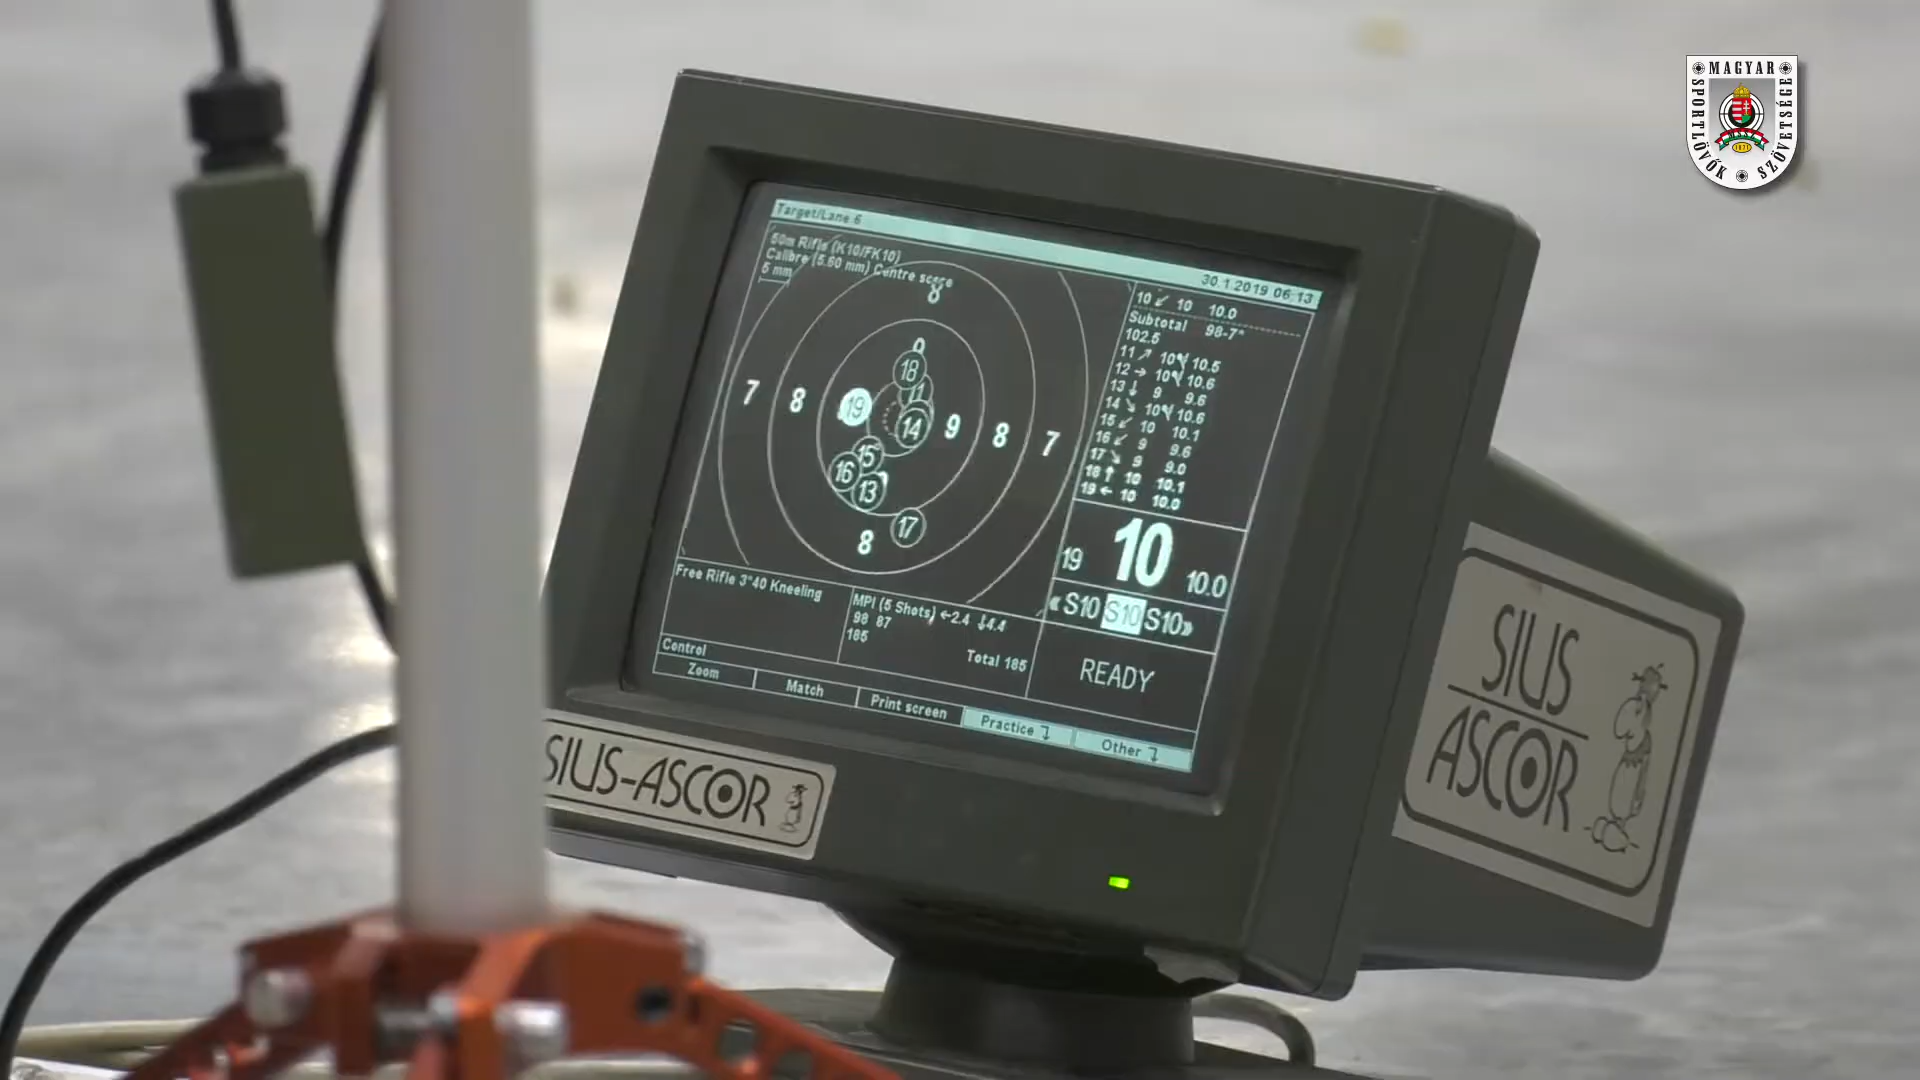 MAGYAR
SPORTLÖVŐK
SZÖVETSÉGE
MSSZ
1871
Target/Lane 6
30.1.2019 06:13
50m Rifle (K10/FK10)
Calibre (5.60 mm) Centre score
5 mm
8
9
18
11
7 8 19 14 9 8 7
15
16
13
17
8
10 ↙ 10 10.0
Subtotal 98-7*
102.5
11 ↗ 10* 10.5
12 → 10* 10.6
13 ↓ 9 9.6
14 ↘ 10* 10.6
15 ↙ 10 10.1
16 ↙ 9 9.6
17 ↘ 9 9.0
18 ↑ 10 10.1
19 ← 10 10.0
19 10 10.0
«S10 S10 S10»
READY
Free Rifle 3*40 Kneeling
MPI (5 Shots) ←2.4 ↓4.4
98 87
185
Total 185
Control
Zoom Match Print screen Practice Other
SIUS-ASCOR
SIUS
ASCOR